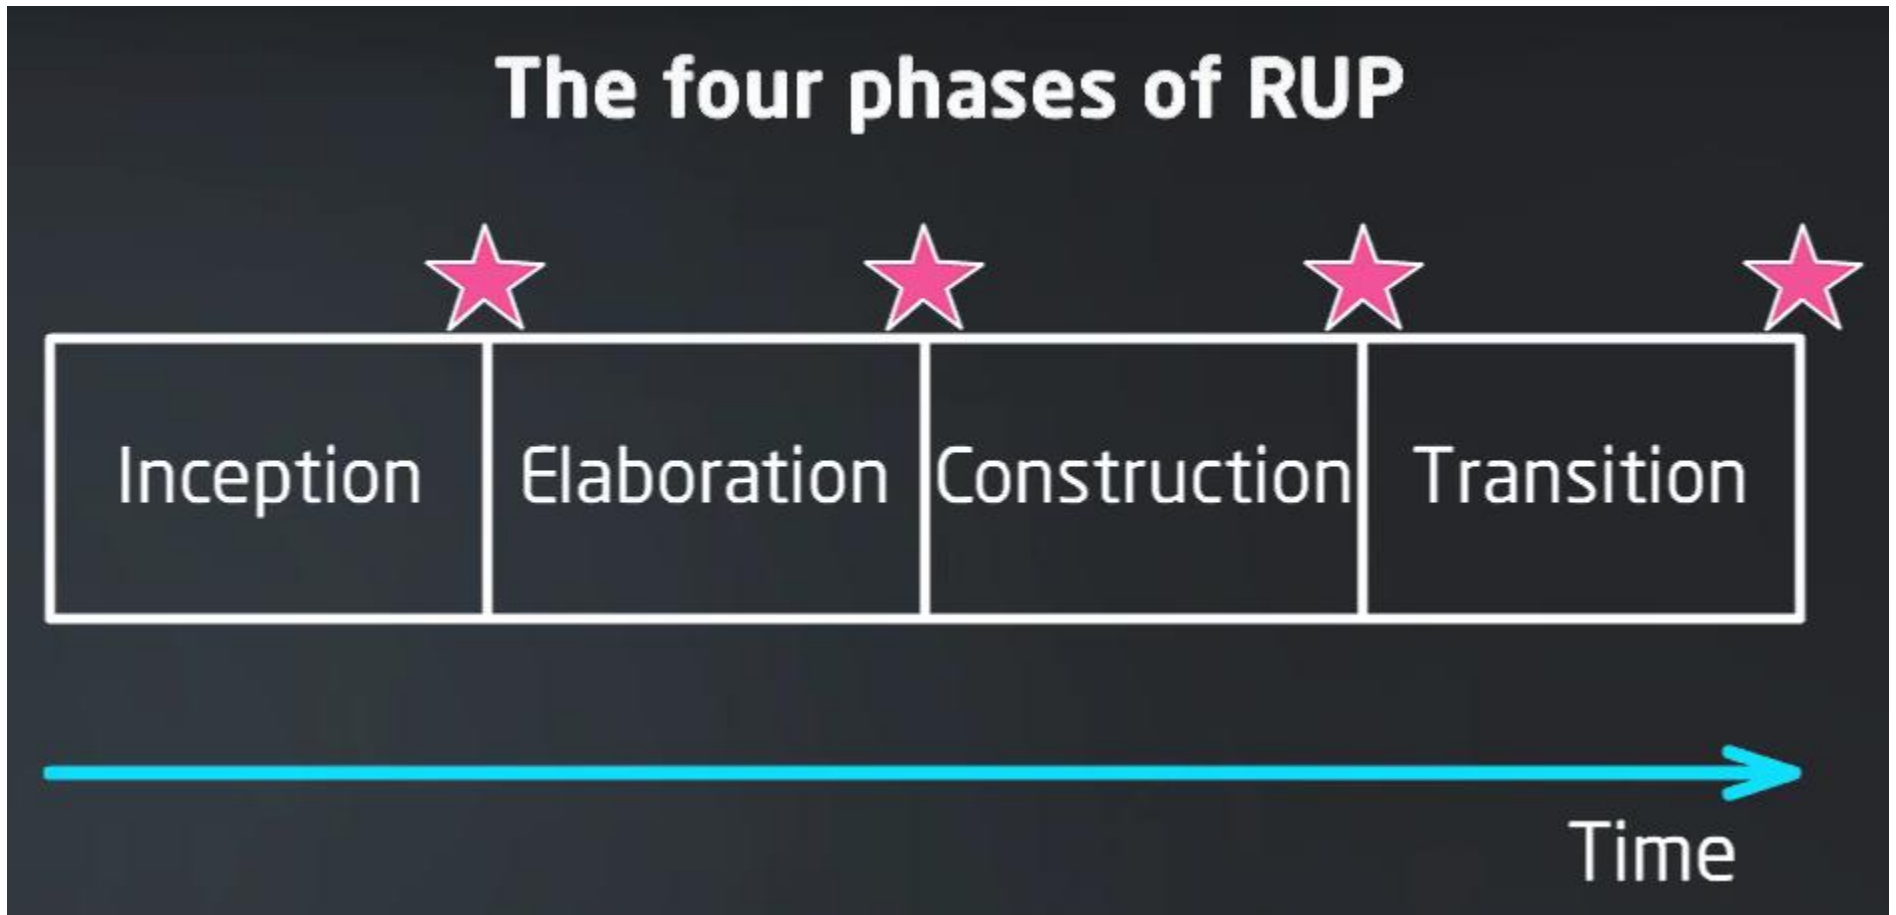 The four phases of RUP
Inception Elaboration Construction Transition
Time